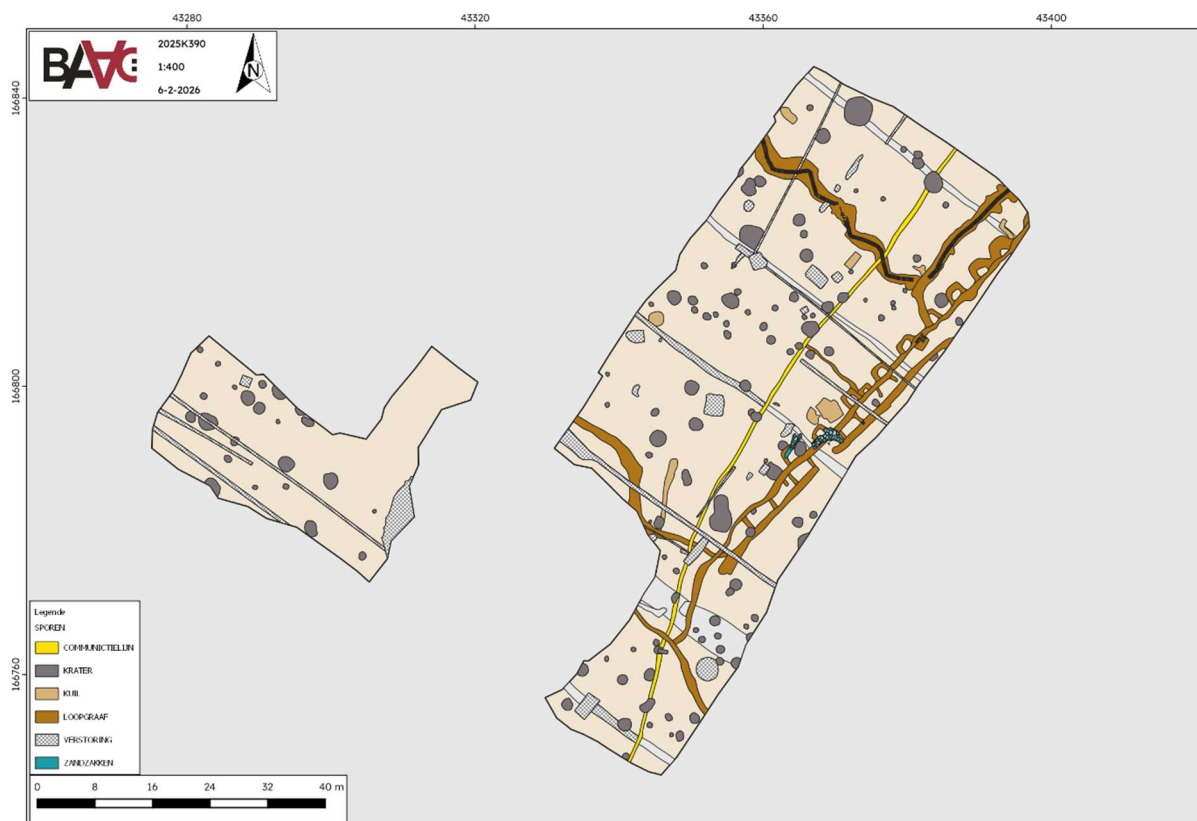 43280 43320 43360 43400
BAAC
2025K390
1:400
6-2-2026
N
166840
166800
166760
Legende
SPOREN
COMMUNICTIELIJN
KRATER
KUIL
LOOPGRAAF
VERSTORING
ZANDZAKKEN
0 8 16 24 32 40 m